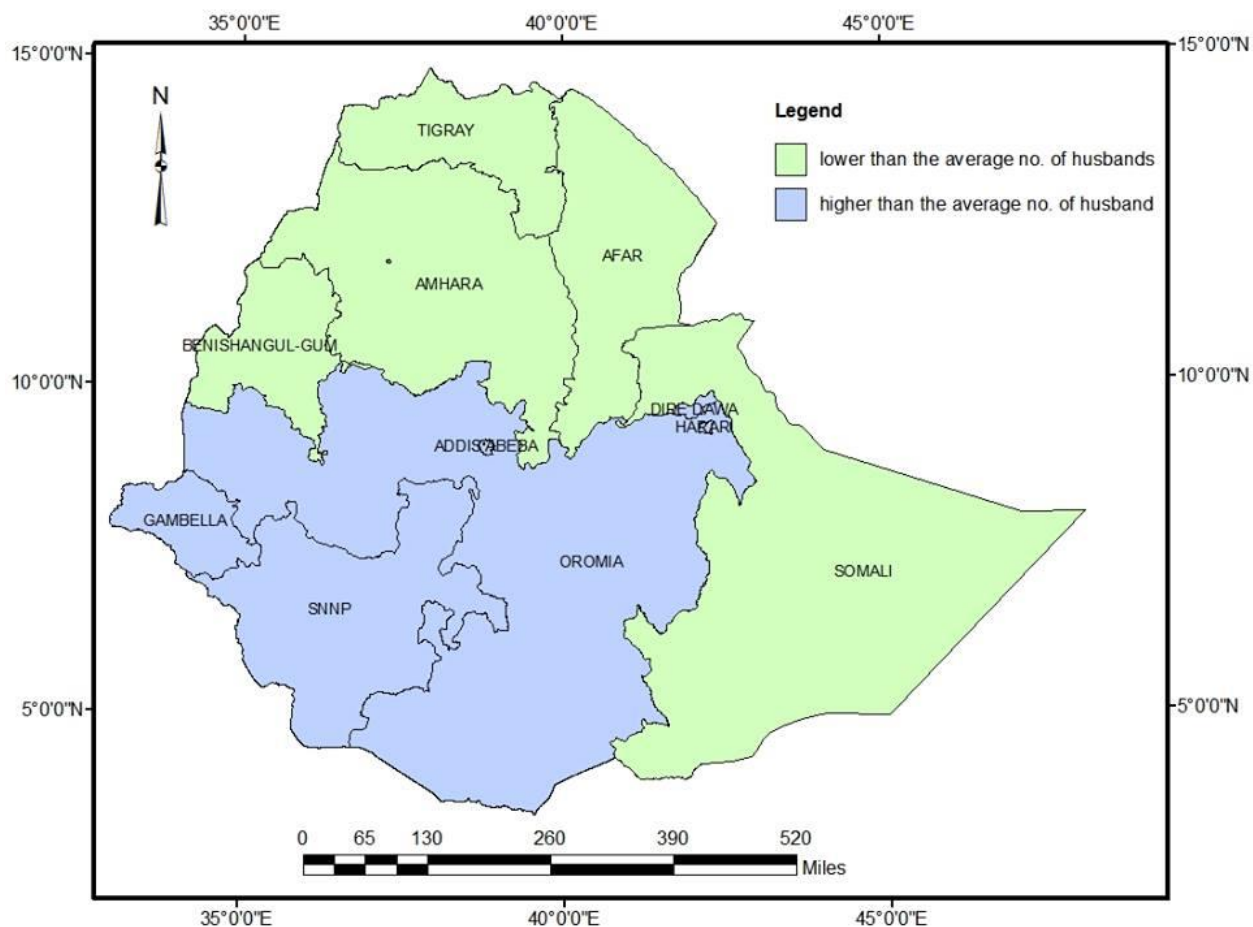 35°0'0"E 40°0'0"E 45°0'0"E
15°0'0"N 15°0'0"N
N
Legend
lower than the average no. of husbands
higher than the average no. of husband
TIGRAY
AFAR
AMHARA
BENISHANGUL-GUM
10°0'0"N 10°0'0"N
DIRE DAWA
HARARI
ADDIS ABEBA
GAMBELLA
OROMIA
SOMALI
SNNP
5°0'0"N 5°0'0"N
0 65 130 260 390 520
Miles
35°0'0"E 40°0'0"E 45°0'0"E